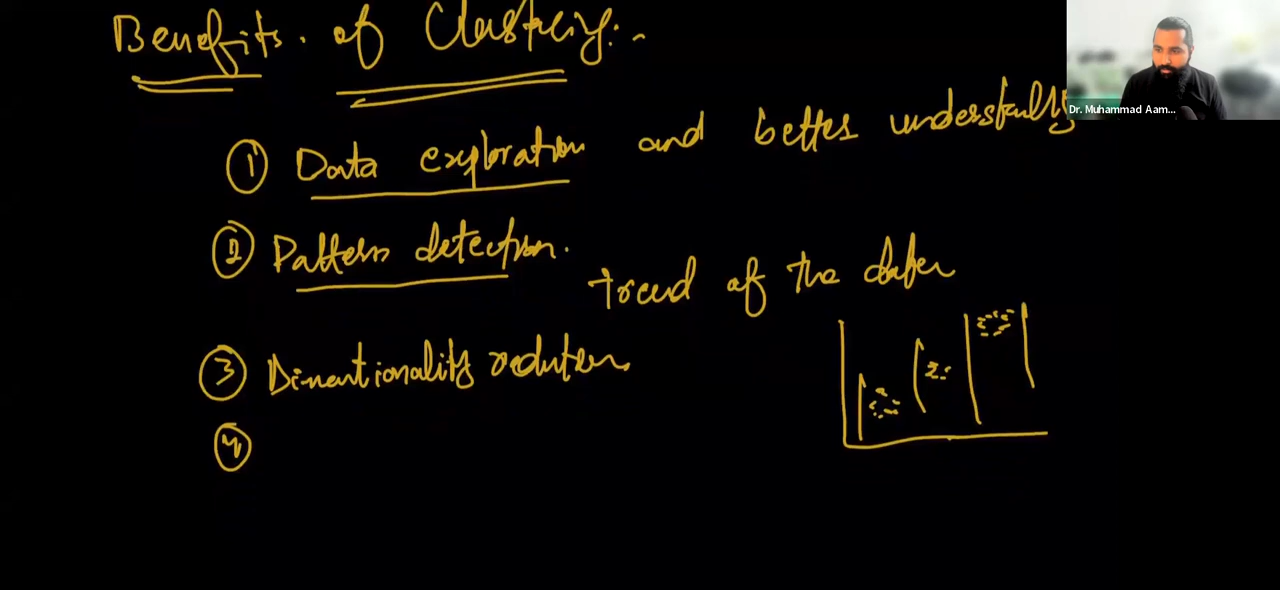 Benefits. of Clustering:-
Dr. Muhammad Aam...
① Data exploration and better understanding
② Pattern detection.
trend of the data
③ Dimentionality reduction
④